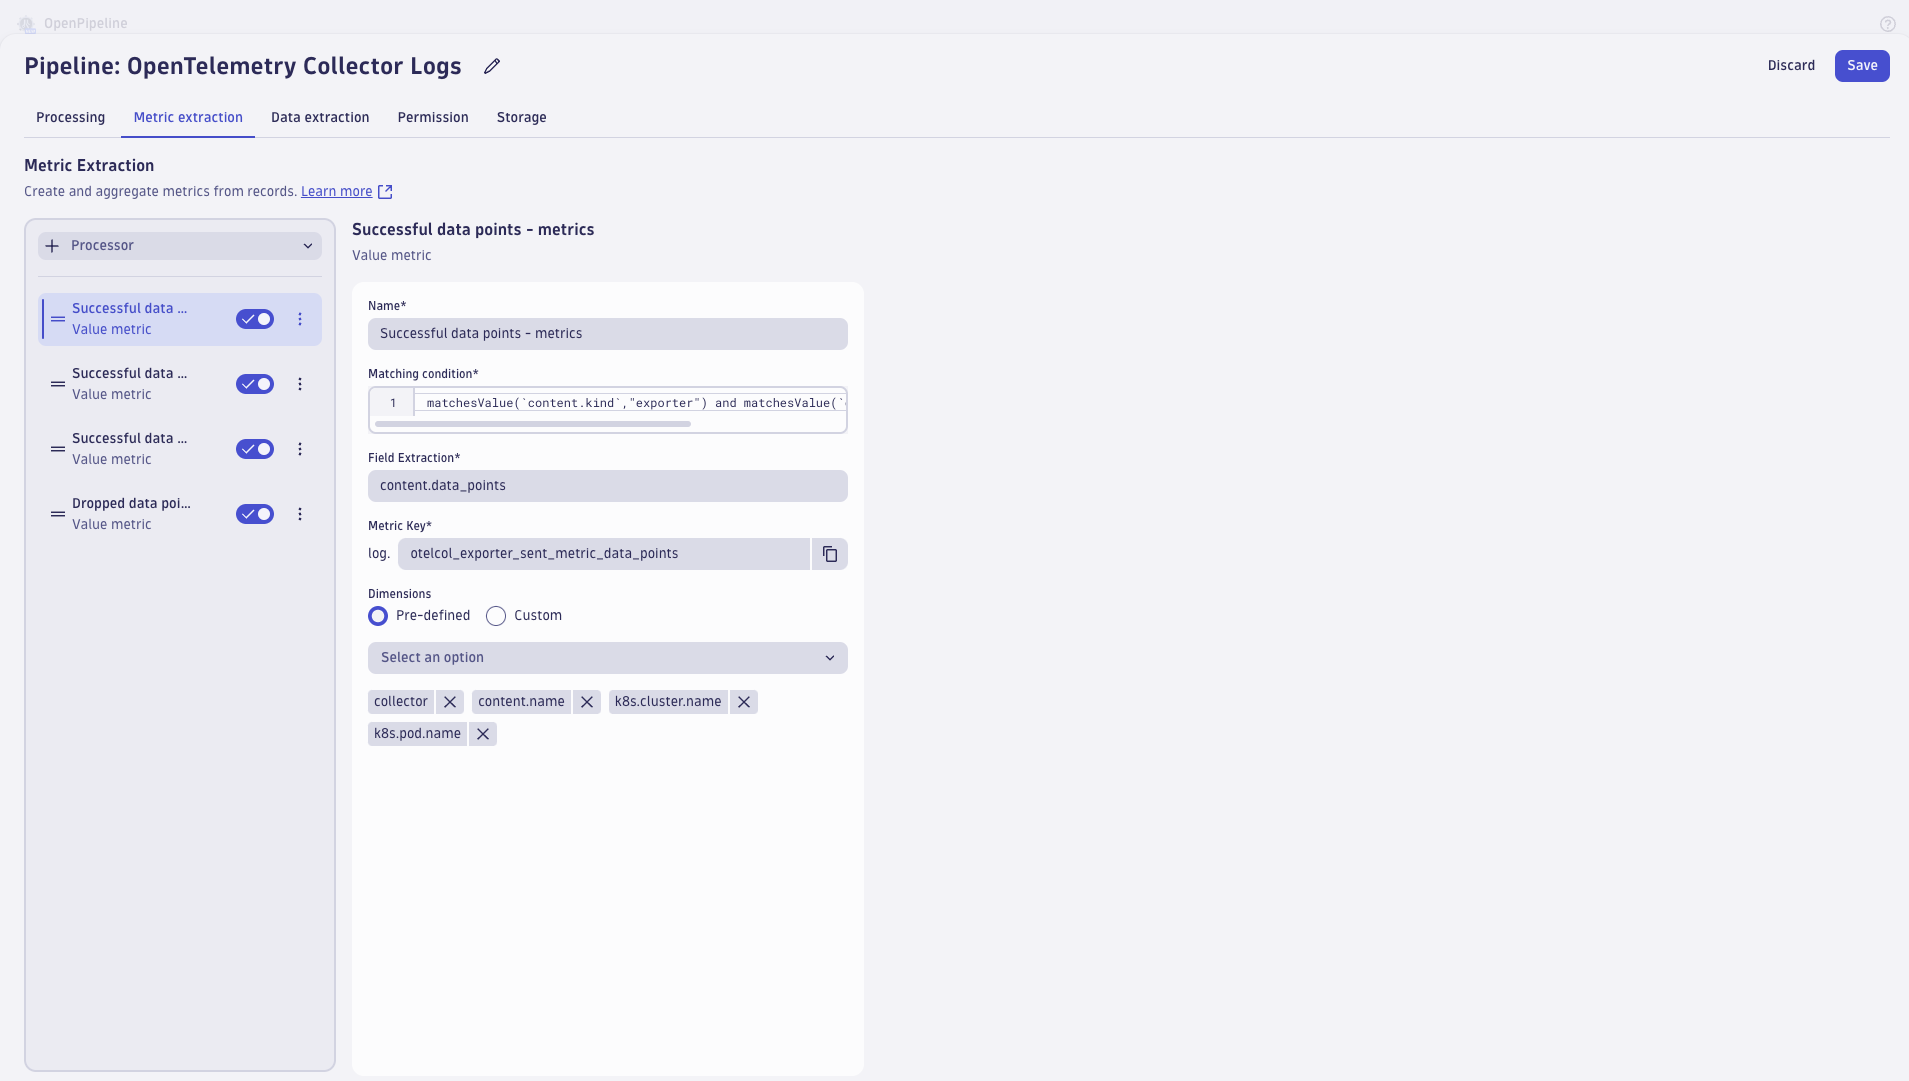 OpenPipeline
Pipeline: OpenTelemetry Collector Logs
Discard
Save
Processing
Metric extraction
Data extraction
Permission
Storage
Metric Extraction
Create and aggregate metrics from records. Learn more
Processor
Successful data ...
Value metric
Successful data ...
Value metric
Successful data ...
Value metric
Dropped data poi...
Value metric
Successful data points - metrics
Value metric
Name*
Successful data points - metrics
Matching condition*
1 matchesValue(`content.kind`,"exporter") and matchesValue(`
Field Extraction*
content.data_points
Metric Key*
log. otelcol_exporter_sent_metric_data_points
Dimensions
Pre-defined Custom
Select an option
collector content.name k8s.cluster.name
k8s.pod.name